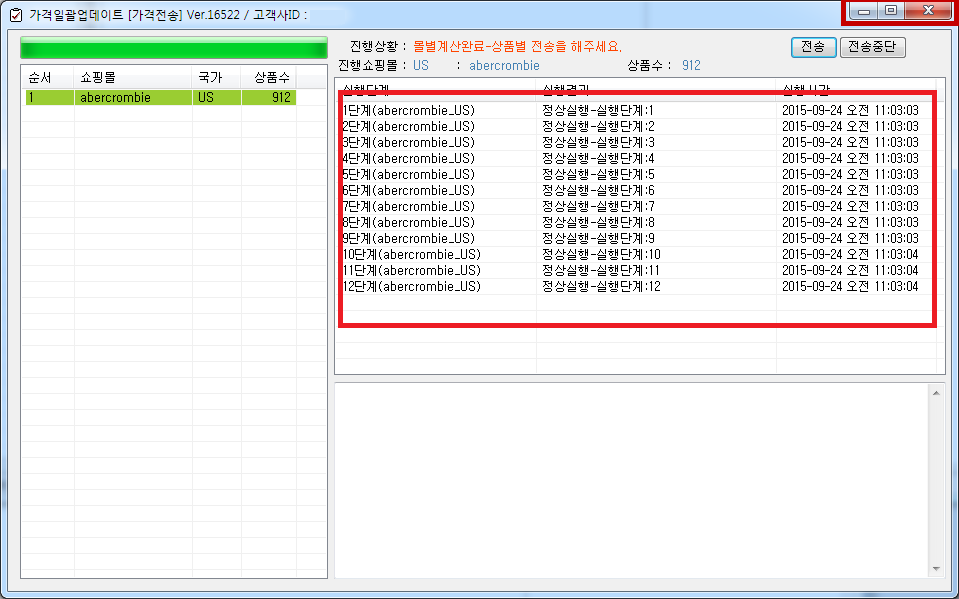 가격일괄업데이트 [가격전송] Ver.16522 / 고객사ID :
진행상황 : 몰별계산완료-상품별 전송을 해주세요.
전송 전송중단
진행쇼핑몰 : US : abercrombie 상품수 : 912
순서 쇼핑몰 국가 상품수
1 abercrombie US 912
실행단계 실행결과 실행시간
1단계(abercrombie_US) 정상실행-실행단계:1 2015-09-24 오전 11:03:03
2단계(abercrombie_US) 정상실행-실행단계:2 2015-09-24 오전 11:03:03
3단계(abercrombie_US) 정상실행-실행단계:3 2015-09-24 오전 11:03:03
4단계(abercrombie_US) 정상실행-실행단계:4 2015-09-24 오전 11:03:03
5단계(abercrombie_US) 정상실행-실행단계:5 2015-09-24 오전 11:03:03
6단계(abercrombie_US) 정상실행-실행단계:6 2015-09-24 오전 11:03:03
7단계(abercrombie_US) 정상실행-실행단계:7 2015-09-24 오전 11:03:03
8단계(abercrombie_US) 정상실행-실행단계:8 2015-09-24 오전 11:03:03
9단계(abercrombie_US) 정상실행-실행단계:9 2015-09-24 오전 11:03:03
10단계(abercrombie_US) 정상실행-실행단계:10 2015-09-24 오전 11:03:04
11단계(abercrombie_US) 정상실행-실행단계:11 2015-09-24 오전 11:03:04
12단계(abercrombie_US) 정상실행-실행단계:12 2015-09-24 오전 11:03:04